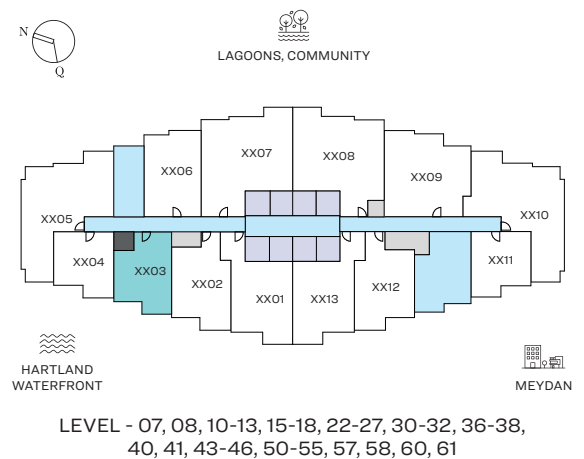 N
Q
LAGOONS, COMMUNITY
XX06
XX07
XX08
XX09
XX05
XX10
XX04
XX03
XX02
XX01
XX13
XX12
XX11
HARTLAND
WATERFRONT
MEYDAN
LEVEL - 07, 08, 10-13, 15-18, 22-27, 30-32, 36-38,
40, 41, 43-46, 50-55, 57, 58, 60, 61